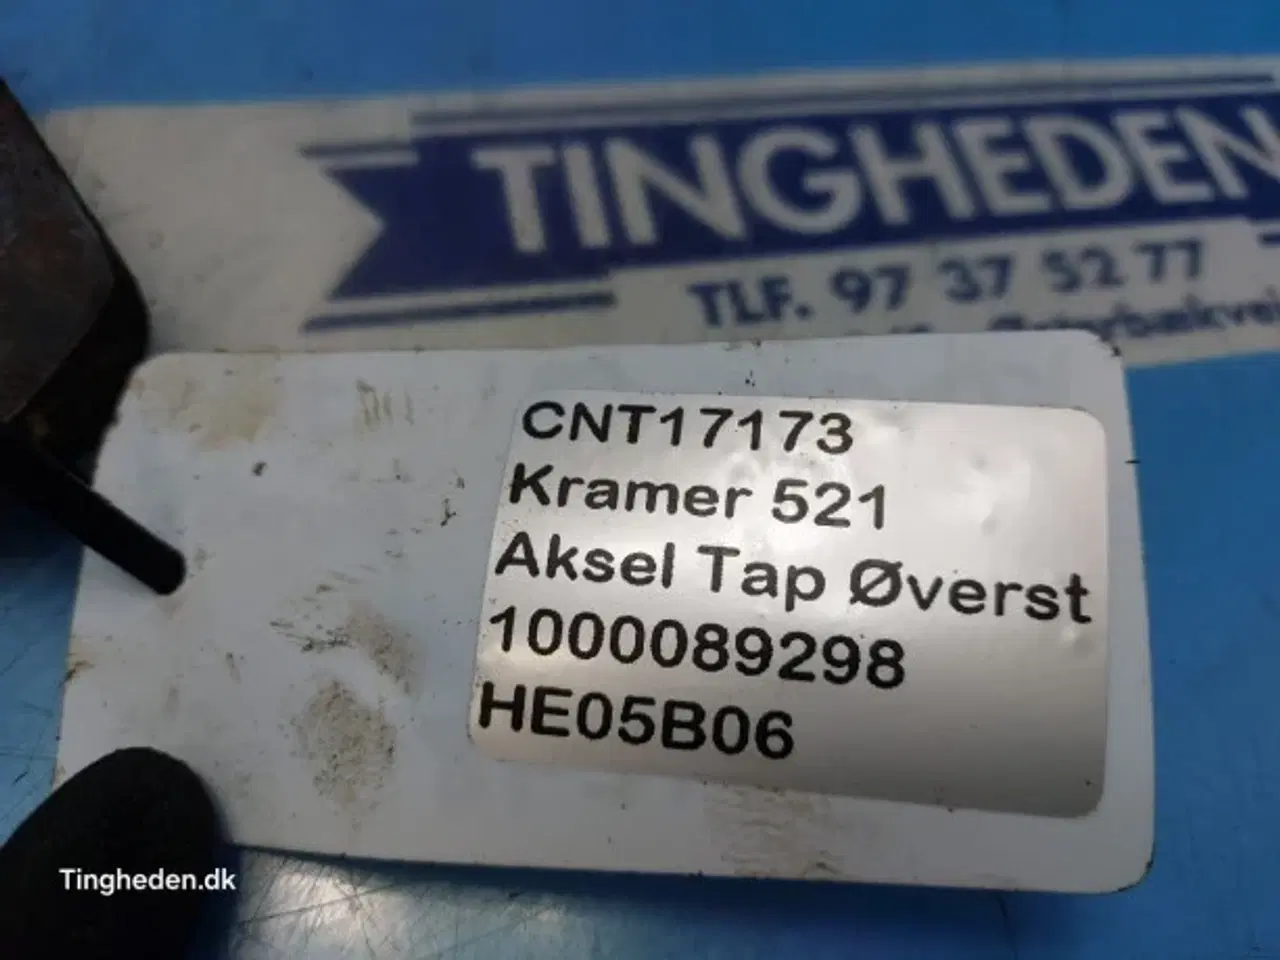 TINGHEDEN
TLF. 97 37 52 77
CNT17173
Kramer 521
Aksel Tap Øverst
1000089298
HE05B06
Tingheden.dk